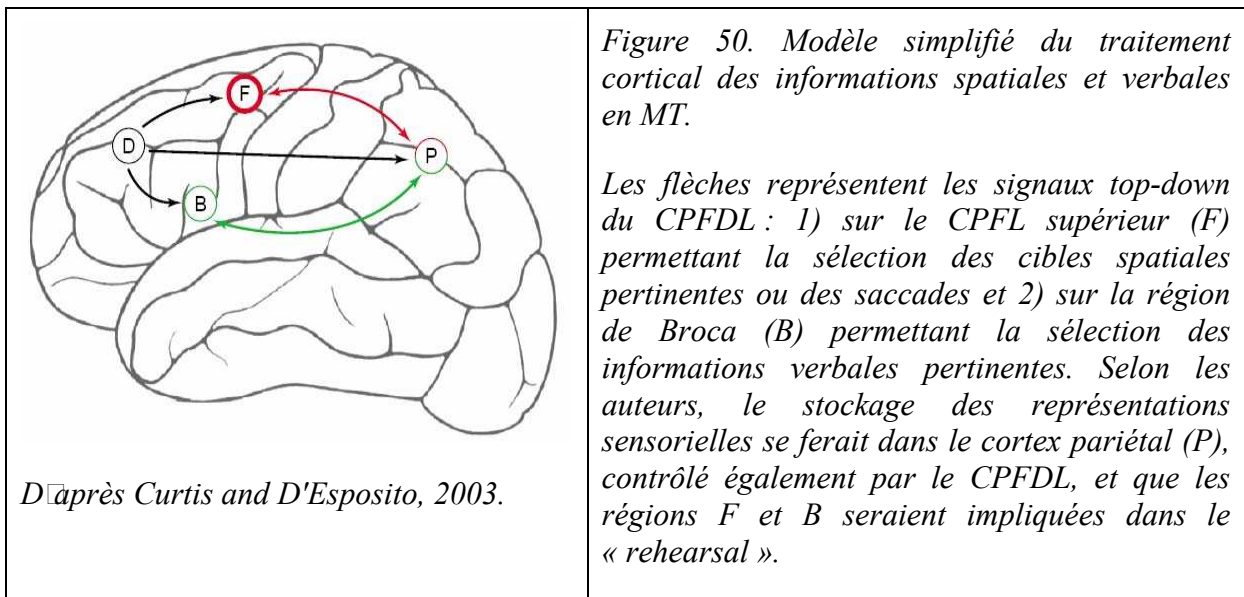 F
D
P
B
D□après Curtis and D'Esposito, 2003.
Figure 50. Modèle simplifié du traitement
cortical des informations spatiales et verbales
en MT.
Les flèches représentent les signaux top-down
du CPFDL : 1) sur le CPFL supérieur (F)
permettant la sélection des cibles spatiales
pertinentes ou des saccades et 2) sur la région
de Broca (B) permettant la sélection des
informations verbales pertinentes. Selon les
auteurs, le stockage des représentations
sensorielles se ferait dans le cortex pariétal (P),
contrôlé également par le CPFDL, et que les
régions F et B seraient impliquées dans le
« rehearsal ».